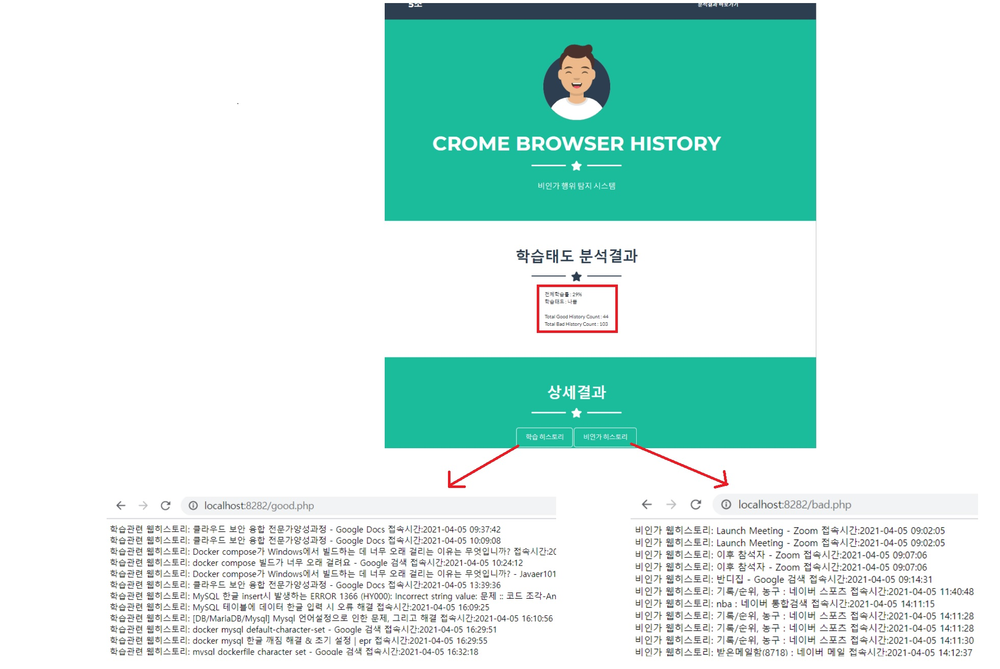 5조
분석결과 바로가기
CROME BROWSER HISTORY
비인가 행위 탐지 시스템
학습태도 분석결과
전체학습률 : 29%
학습태도 : 나쁨
Total Good History Count : 44
Total Bad History Count : 103
상세결과
학습 히스토리
비인가 히스토리
localhost:8282/good.php
학습관련 웹히스토리: 클라우드 보안 융합 전문가양성과정 - Google Docs 접속시간:2021-04-05 09:37:42
학습관련 웹히스토리: 클라우드 보안 융합 전문가양성과정 - Google Docs 접속시간:2021-04-05 10:09:08
학습관련 웹히스토리: Docker compose가 Windows에서 빌드하는 데 너무 오래 걸리는 이유는 무엇입니까? 접속시간:20
학습관련 웹히스토리: docker compose 빌드가 너무 오래 걸려요 - Google 검색 접속시간:2021-04-05 10:24:12
학습관련 웹히스토리: Docker compose가 Windows에서 빌드하는 데 너무 오래 걸리는 이유는 무엇입니까? - Javaer101
학습관련 웹히스토리: 클라우드 보안 융합 전문가양성과정 - Google Docs 접속시간:2021-04-05 13:39:36
학습관련 웹히스토리: MySQL 한글 insert시 발생하는 ERROR 1366 (HY000): Incorrect string value: 문제 :: 코드 조각-An
학습관련 웹히스토리: MySQL 테이블에 데이터 한글 입력 시 오류 해결 접속시간:2021-04-05 16:09:25
학습관련 웹히스토리: [DB/MariaDB/Mysql] Mysql 언어설정으로 인한 문제, 그리고 해결 접속시간:2021-04-05 16:10:56
학습관련 웹히스토리: docker mysql default-character-set - Google 검색 접속시간:2021-04-05 16:29:51
학습관련 웹히스토리: docker mysql 한글 깨짐 해결 & 초기 설정 | epr 접속시간:2021-04-05 16:29:55
학습관련 웹히스토리: mysql dockerfile character set - Google 검색 접속시간:2021-04-05 16:32:18
localhost:8282/bad.php
비인가 웹히스토리: Launch Meeting - Zoom 접속시간:2021-04-05 09:02:05
비인가 웹히스토리: Launch Meeting - Zoom 접속시간:2021-04-05 09:02:05
비인가 웹히스토리: 이후 참석자 - Zoom 접속시간:2021-04-05 09:07:06
비인가 웹히스토리: 이후 참석자 - Zoom 접속시간:2021-04-05 09:07:06
비인가 웹히스토리: 반디집 - Google 검색 접속시간:2021-04-05 09:14:31
비인가 웹히스토리: 기록/순위, 농구 : 네이버 스포츠 접속시간:2021-04-05 11:40:48
비인가 웹히스토리: nba : 네이버 통합검색 접속시간:2021-04-05 14:11:15
비인가 웹히스토리: 기록/순위, 농구 : 네이버 스포츠 접속시간:2021-04-05 14:11:28
비인가 웹히스토리: 기록/순위, 농구 : 네이버 스포츠 접속시간:2021-04-05 14:11:28
비인가 웹히스토리: 기록/순위, 농구 : 네이버 스포츠 접속시간:2021-04-05 14:11:30
비인가 웹히스토리: 받은메일함(8718) : 네이버 메일 접속시간:2021-04-05 14:12:37